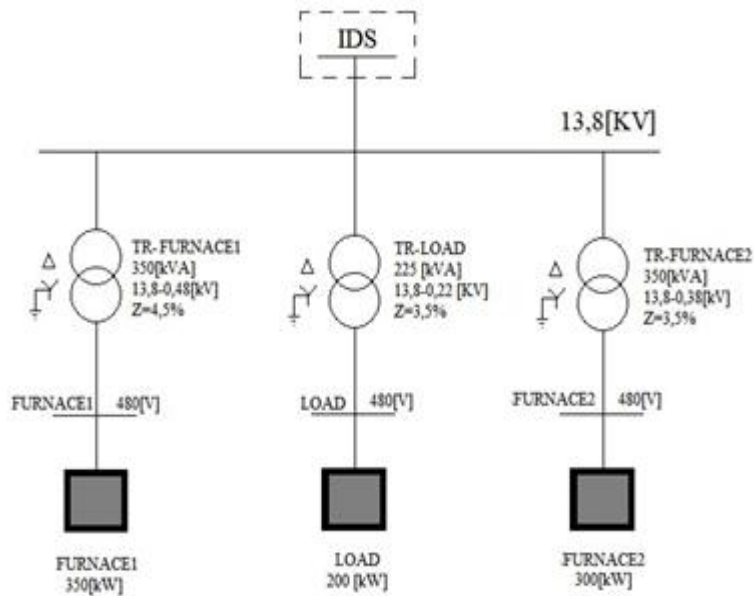 IDS
13,8[KV]
TR-FURNACE1
350[kVA]
13,8-0,48[kV]
Z=4,5%
Δ
TR-LOAD
225 [kVA]
13,8-0,22 [KV]
Z=3,5%
Δ
TR-FURNACE2
350[kVA]
13,8-0,38[kV]
Z=3,5%
Δ
FURNACE1 480[V]
LOAD 480[V]
FURNACE2 480[V]
FURNACE1
350[kW]
LOAD
200 [kW]
FURNACE2
300[kW]